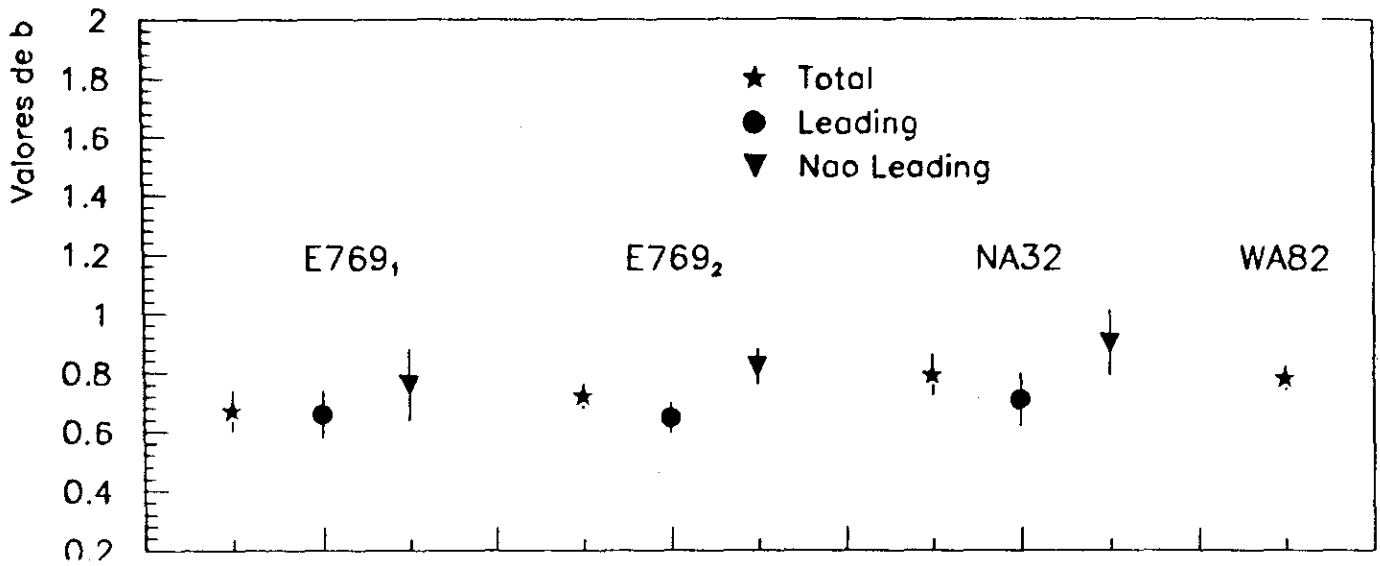 Valores de b
2
1.8
1.6
1.4
1.2
1
0.8
0.6
0.4
0.2
★ Total
● Leading
▼ Nao Leading
E769₁
E769₂
NA32
WA82